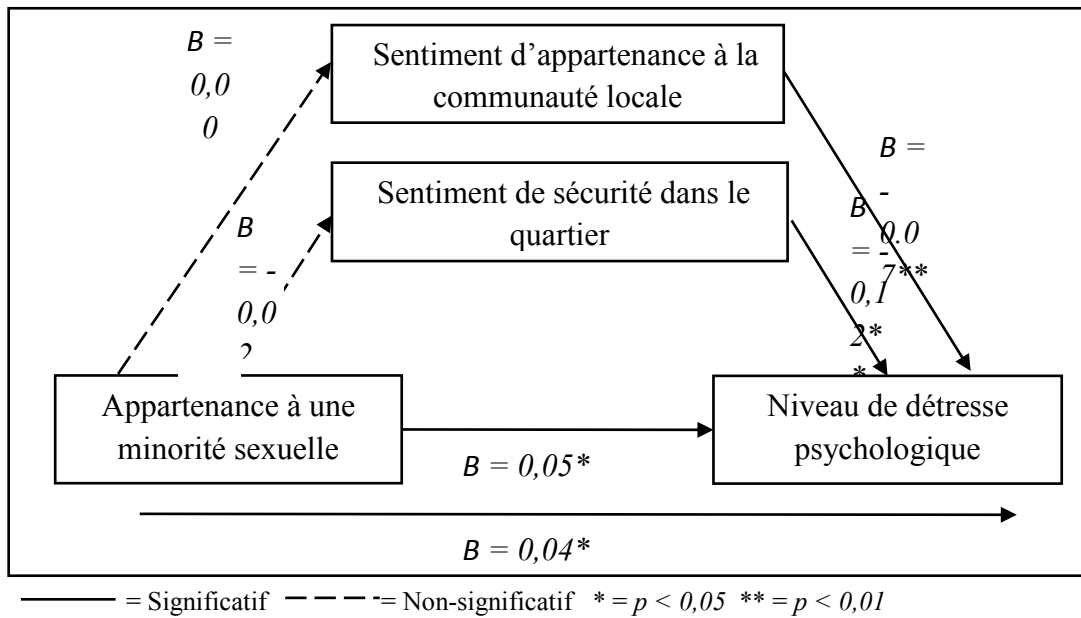 B =
0,0
0
Sentiment d’appartenance à la
communauté locale
B =
-
0.0
7**
Sentiment de sécurité dans le
quartier
B
= -
0,0
2
B
= -
0,1
2*
*
Appartenance à une
minorité sexuelle
Niveau de détresse
psychologique
B = 0,05*
B = 0,04*
= Significatif = Non-significatif * = p < 0,05 ** = p < 0,01